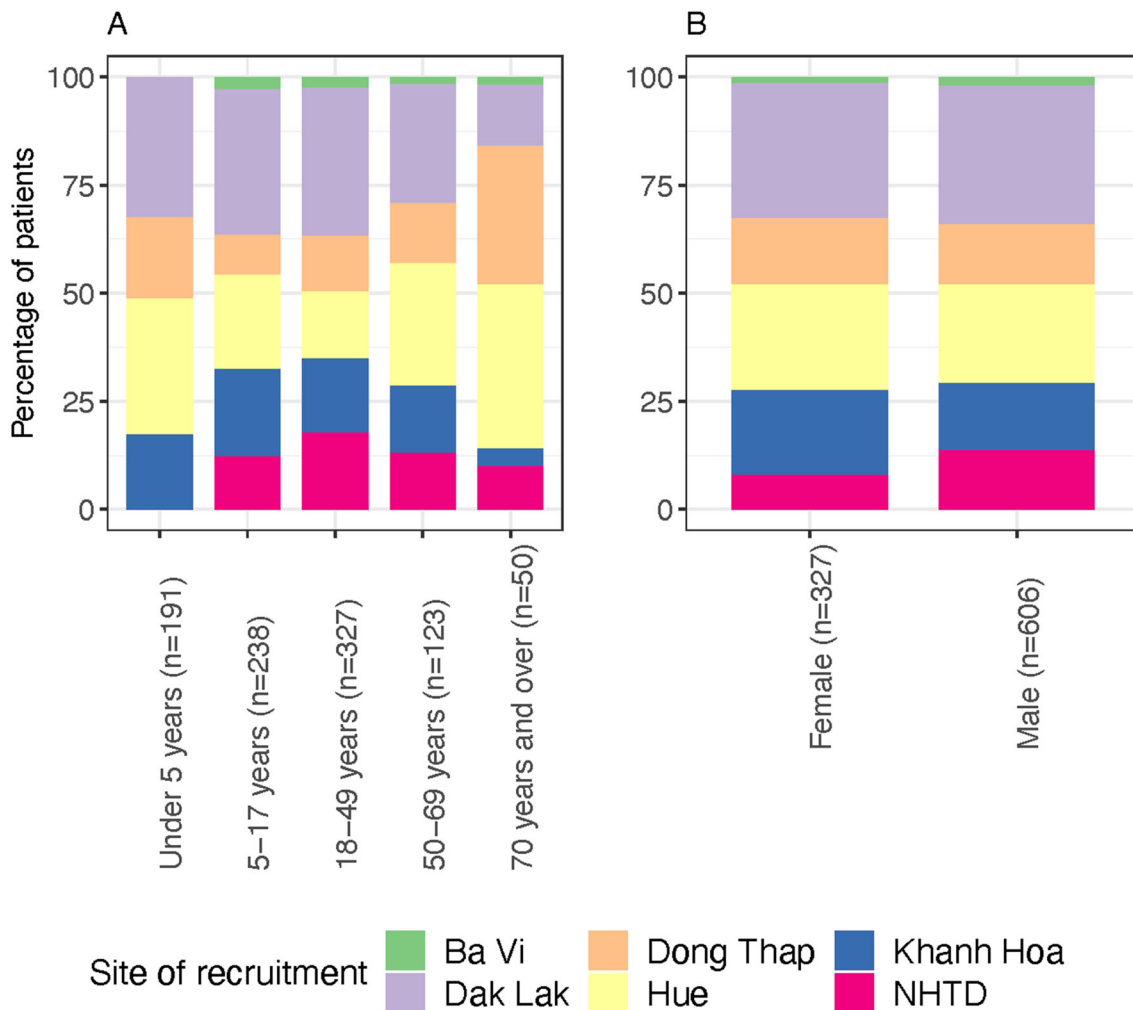 A
B
Percentage of patients
100
75
50
25
0
100
75
50
25
0
Under 5 years (n=191)
5−17 years (n=238)
18−49 years (n=327)
50−69 years (n=123)
70 years and over (n=50)
Female (n=327)
Male (n=606)
Site of recruitment
Ba Vi
Dong Thap
Khanh Hoa
Dak Lak
Hue
NHTD